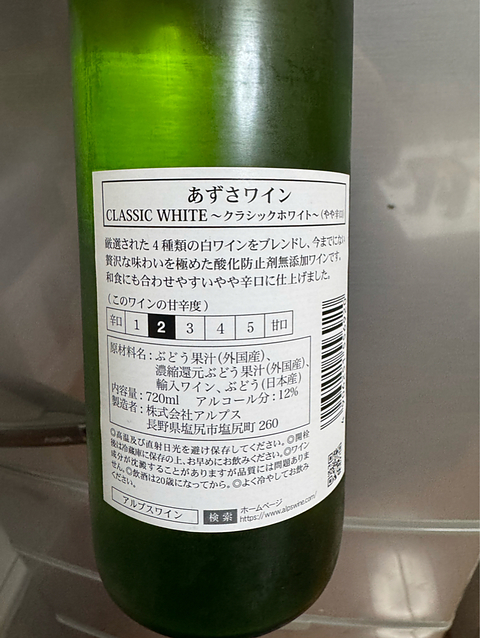 あずさワイン
CLASSIC WHITE ～クラシックホワイト～（やや辛口）
厳選された4種類の白ワインをブレンドし、今までにない
贅沢な味わいを極めた酸化防止剤無添加ワインです。
和食にも合わせやすいやや辛口に仕上げました。
（このワインの甘辛度）
辛口 1 2 3 4 5 甘口
原材料名：ぶどう果汁（外国産）、
濃縮還元ぶどう果汁（外国産）、
輸入ワイン、ぶどう（日本産）
内容量：720ml アルコール分：12%
製造者：株式会社アルプス
長野県塩尻市塩尻町 260
◎高温及び直射日光を避け保存してください。◎開栓
後は冷蔵庫に保存の上、お早めにお飲みください。◎ワイン
成分が沈澱することがありますが品質には問題ありま
せん。◎飲酒は20歳になってから。◎よく冷やしてお飲み
ください。
アルプスワイン 検索 ホームページ
https://www.alpswine.com/